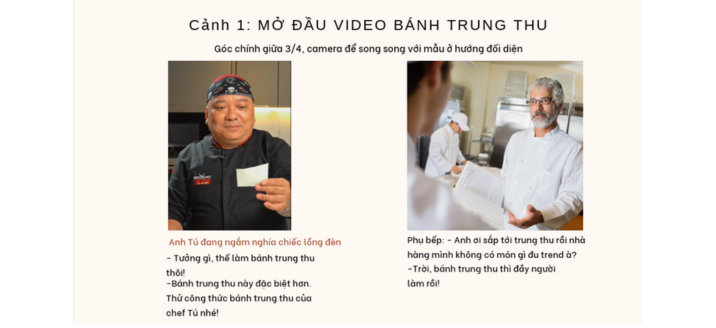 Cảnh 1: MỞ ĐẦU VIDEO BÁNH TRUNG THU
Góc chính giữa 3/4, camera để song song với mẫu ở hướng đối diện
Anh Tú đang ngắm nghía chiếc lồng đèn
- Tưởng gì, thế làm bánh trung thu
thôi!
-Bánh trung thu này đặc biệt hơn.
Thử công thức bánh trung thu của
chef Tú nhé!
Phụ bếp: - Anh ơi sắp tới trung thu rồi nhà
hàng mình không có món gì đu trend à?
-Trời, bánh trung thu thì đầy người
làm rồi!